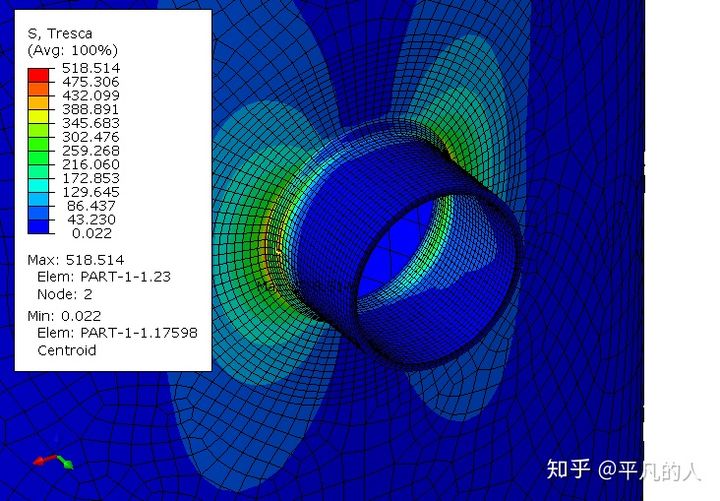 S, Tresca
(Avg: 100%)
518.514
475.306
432.099
388.891
345.683
302.476
259.268
216.060
172.853
129.645
86.437
43.230
0.022
Max: 518.514
Elem: PART-1-1.23
Node: 2
Min: 0.022
Elem: PART-1-1.17598
Centroid
知乎 @平凡的人